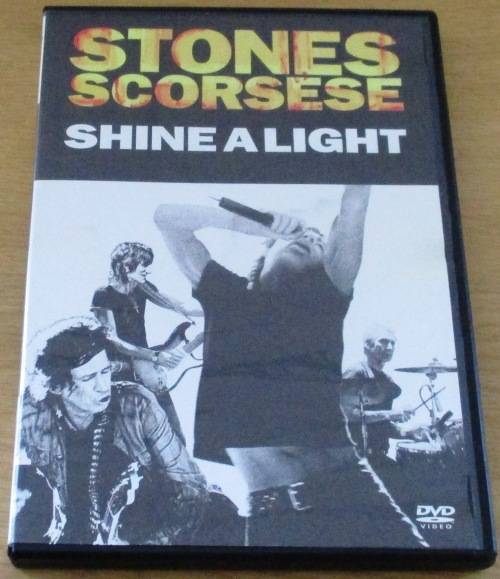 STONES
SCORSESE
SHINE A LIGHT
DVD
VIDEO